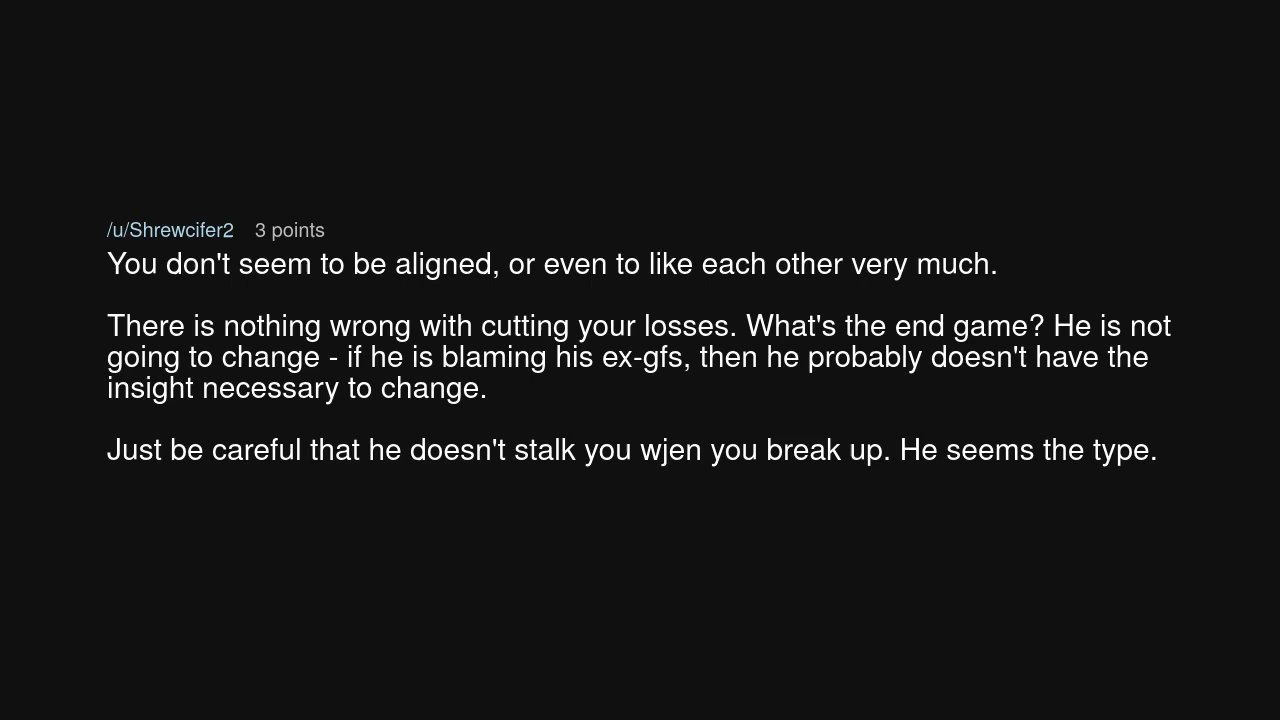 /u/Shrewcifer2 3 points
You don't seem to be aligned, or even to like each other very much.
There is nothing wrong with cutting your losses. What's the end game? He is not
going to change - if he is blaming his ex-gfs, then he probably doesn't have the
insight necessary to change.
Just be careful that he doesn't stalk you wjen you break up. He seems the type.